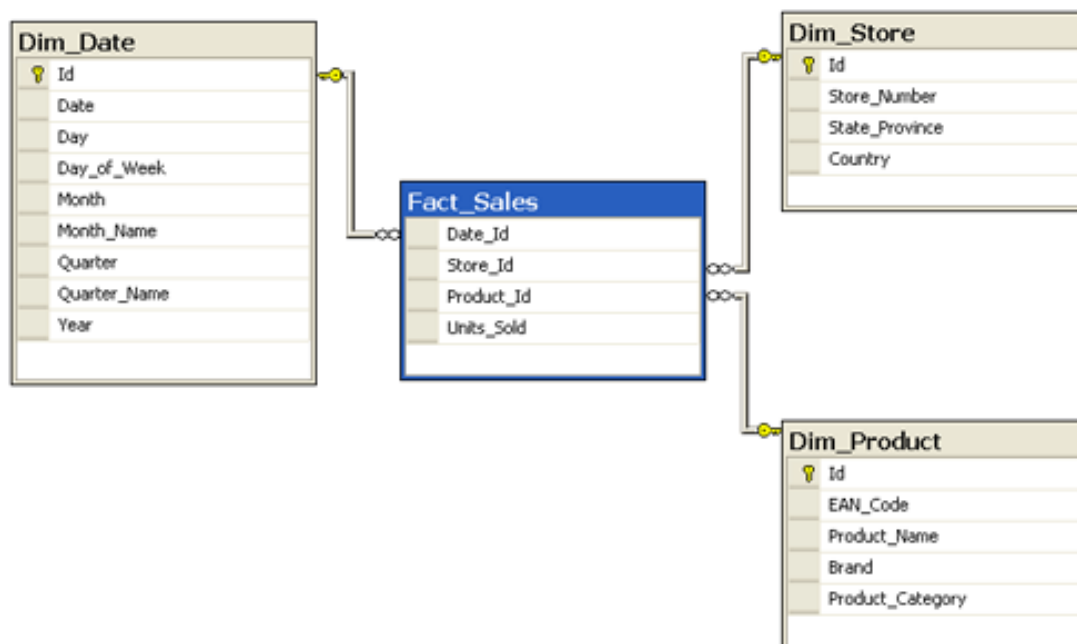 Dim_Date
Id
Date
Day
Day_of_Week
Month
Month_Name
Quarter
Quarter_Name
Year
Fact_Sales
Date_Id
Store_Id
Product_Id
Units_Sold
Dim_Store
Id
Store_Number
State_Province
Country
Dim_Product
Id
EAN_Code
Product_Name
Brand
Product_Category